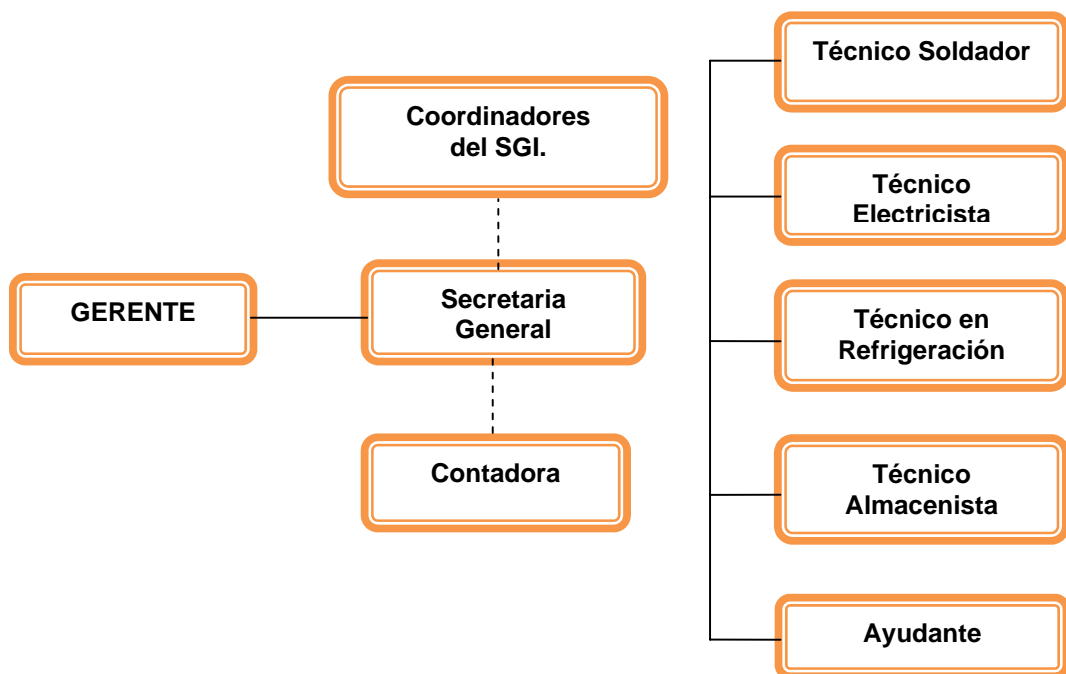 Técnico Soldador
Coordinadores
del SGI.
Técnico
Electricista
GERENTE
Secretaria
General
Técnico en
Refrigeración
Contadora
Técnico
Almacenista
Ayudante